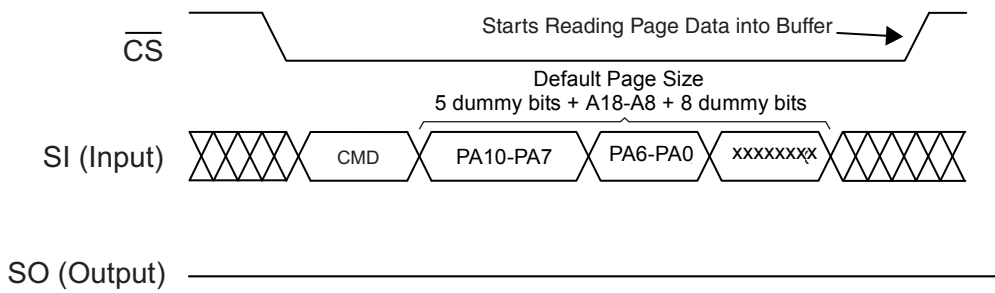 Starts Reading Page Data into Buffer
CS
Default Page Size
5 dummy bits + A18-A8 + 8 dummy bits
SI (Input)
CMD
PA10-PA7
PA6-PA0
xxxxxxxx
SO (Output)